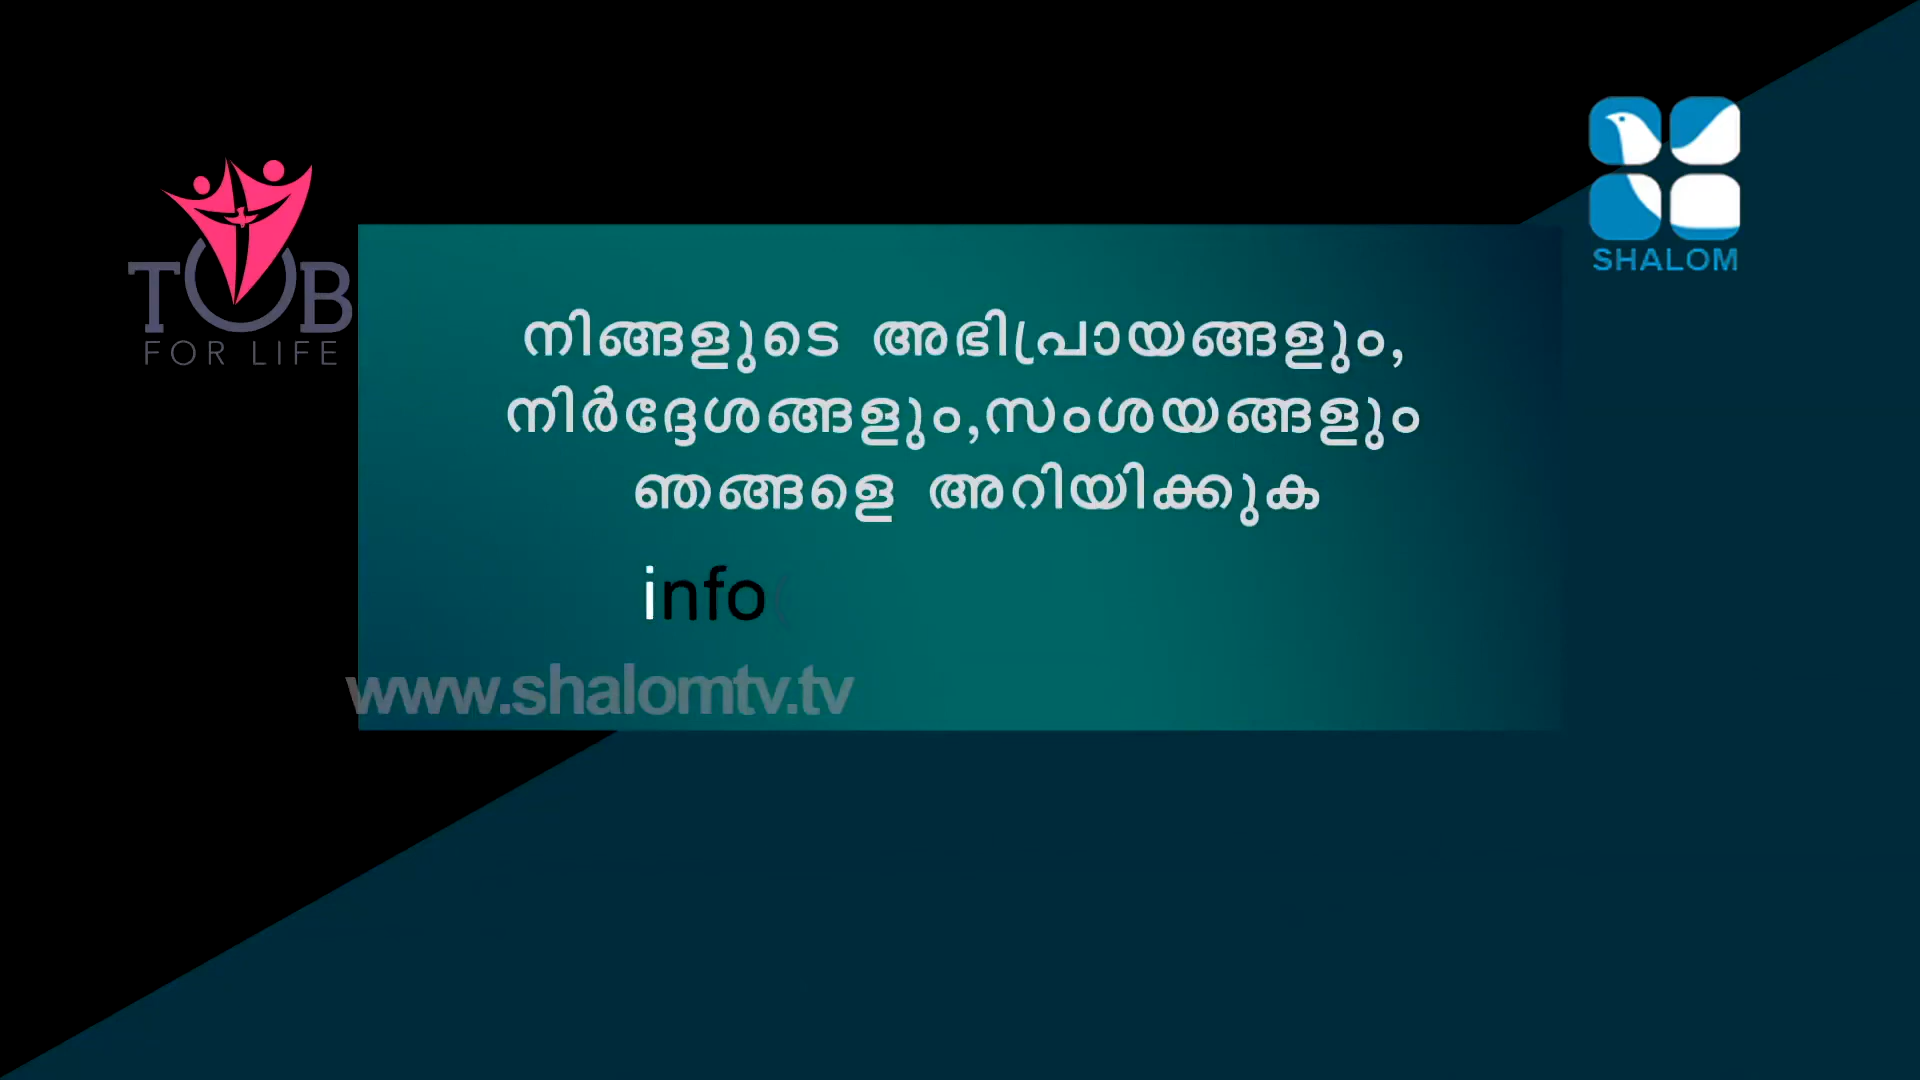 TOB
FOR LIFE
SHALOM
നിങ്ങളുടെ അഭിപ്രായങ്ങളും,
നിർദ്ദേശങ്ങളും,സംശയങ്ങളും
ഞങ്ങളെ അറിയിക്കുക
info
www.shalomtv.tv